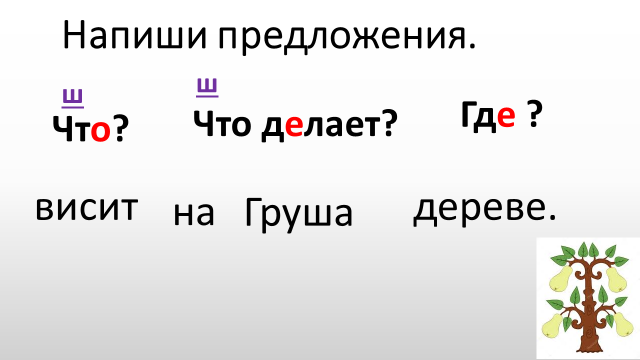 Напиши предложения.
ш ш
Что? Что делает? Где ?
висит на Груша дереве.